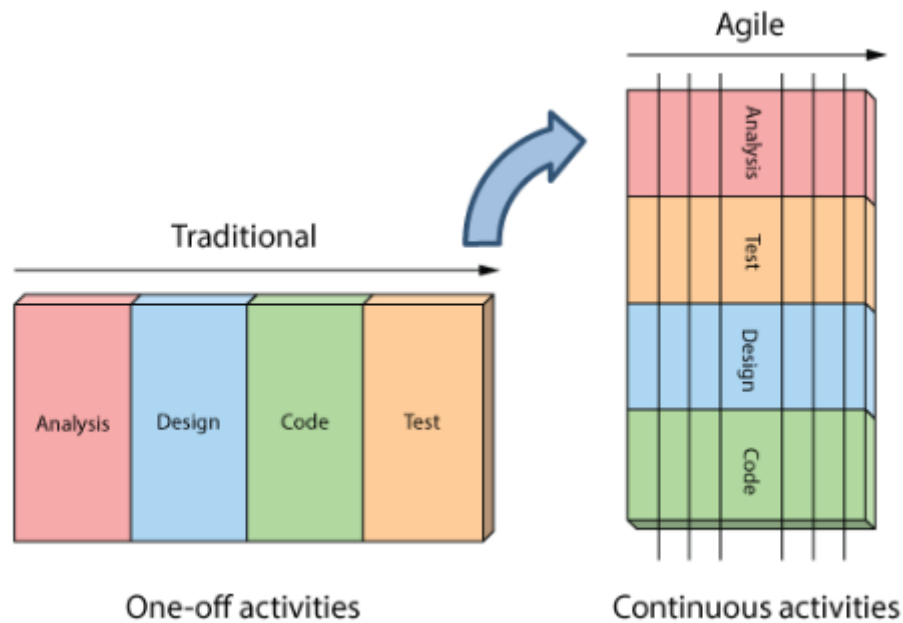 Agile
Analysis
Test
Design
Code
Traditional
Analysis Design Code Test
One-off activities
Continuous activities